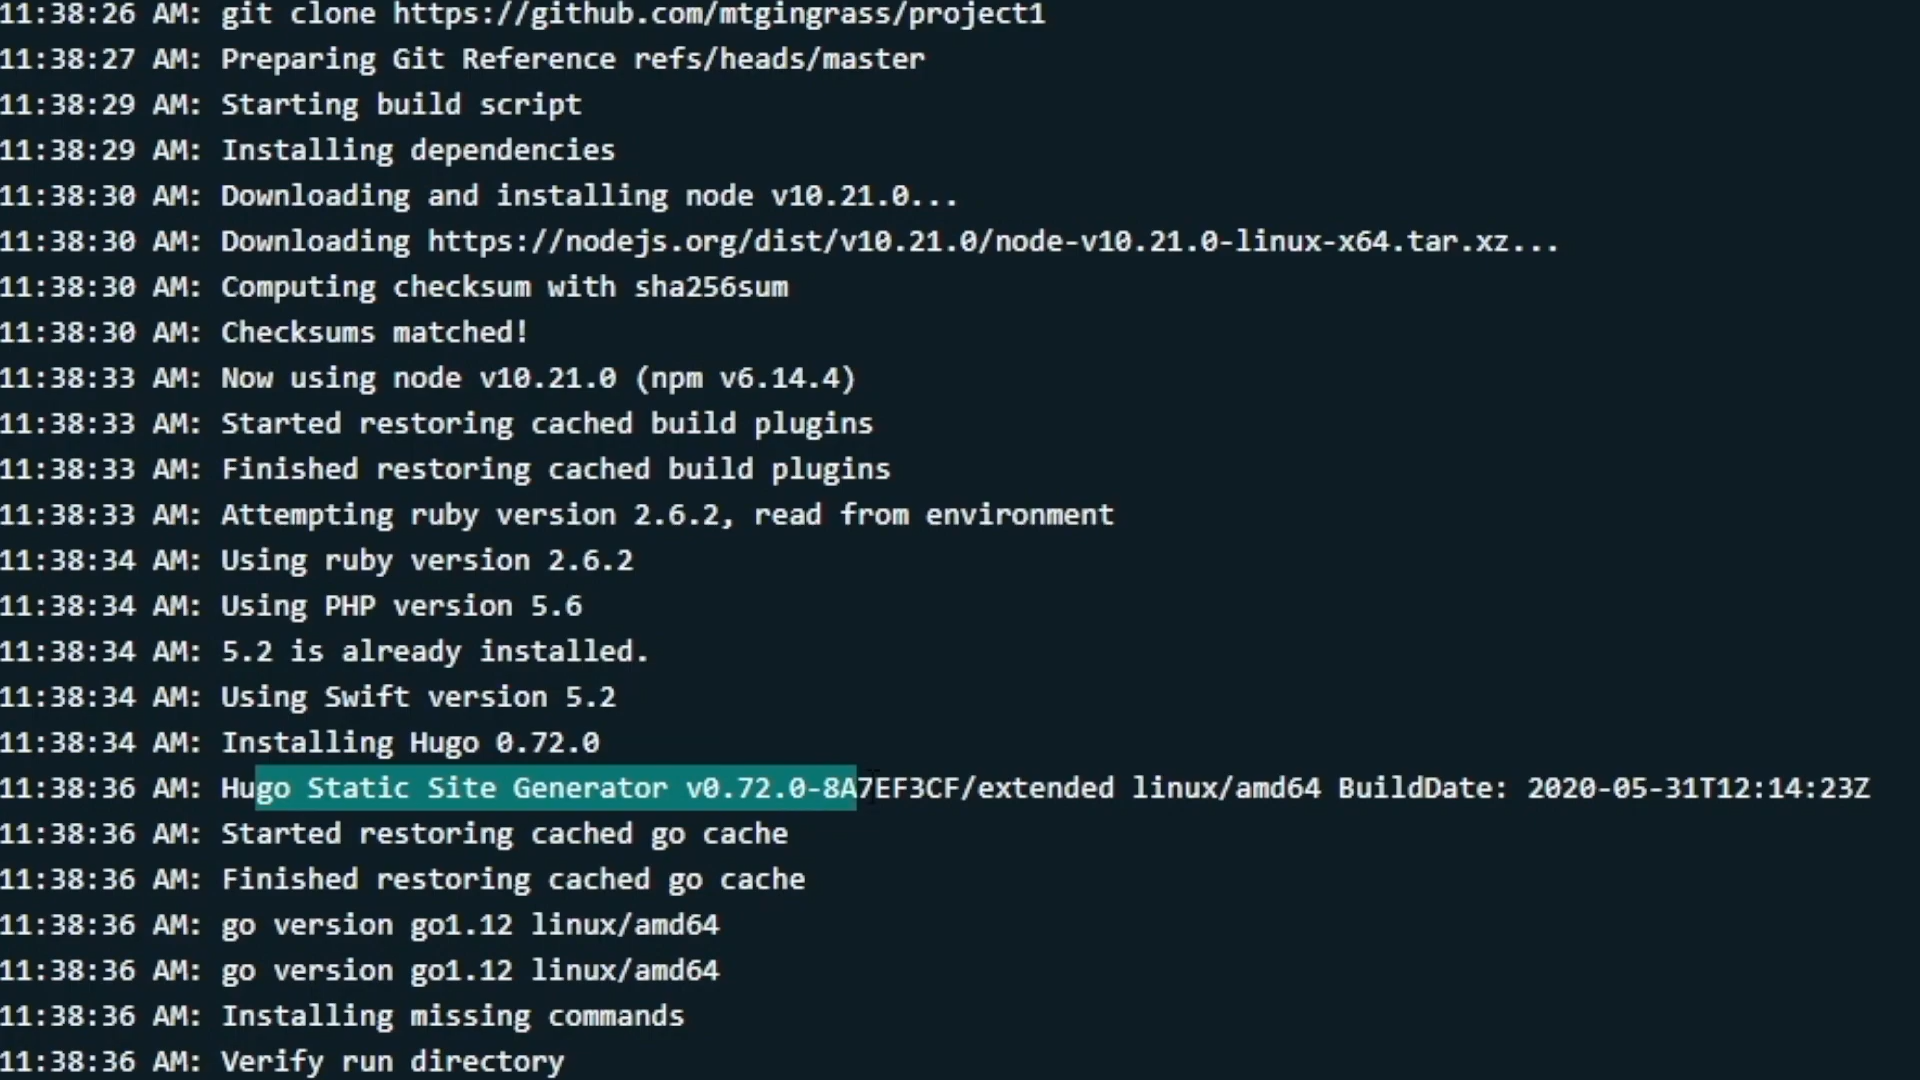 11:38:26 AM: git clone https://github.com/mtgingrass/project1
11:38:27 AM: Preparing Git Reference refs/heads/master
11:38:29 AM: Starting build script
11:38:29 AM: Installing dependencies
11:38:30 AM: Downloading and installing node v10.21.0...
11:38:30 AM: Downloading https://nodejs.org/dist/v10.21.0/node-v10.21.0-linux-x64.tar.xz...
11:38:30 AM: Computing checksum with sha256sum
11:38:30 AM: Checksums matched!
11:38:33 AM: Now using node v10.21.0 (npm v6.14.4)
11:38:33 AM: Started restoring cached build plugins
11:38:33 AM: Finished restoring cached build plugins
11:38:33 AM: Attempting ruby version 2.6.2, read from environment
11:38:34 AM: Using ruby version 2.6.2
11:38:34 AM: Using PHP version 5.6
11:38:34 AM: 5.2 is already installed.
11:38:34 AM: Using Swift version 5.2
11:38:34 AM: Installing Hugo 0.72.0
11:38:36 AM: Hugo Static Site Generator v0.72.0-8A7EF3CF/extended linux/amd64 BuildDate: 2020-05-31T12:14:23Z
11:38:36 AM: Started restoring cached go cache
11:38:36 AM: Finished restoring cached go cache
11:38:36 AM: go version go1.12 linux/amd64
11:38:36 AM: go version go1.12 linux/amd64
11:38:36 AM: Installing missing commands
11:38:36 AM: Verify run directory